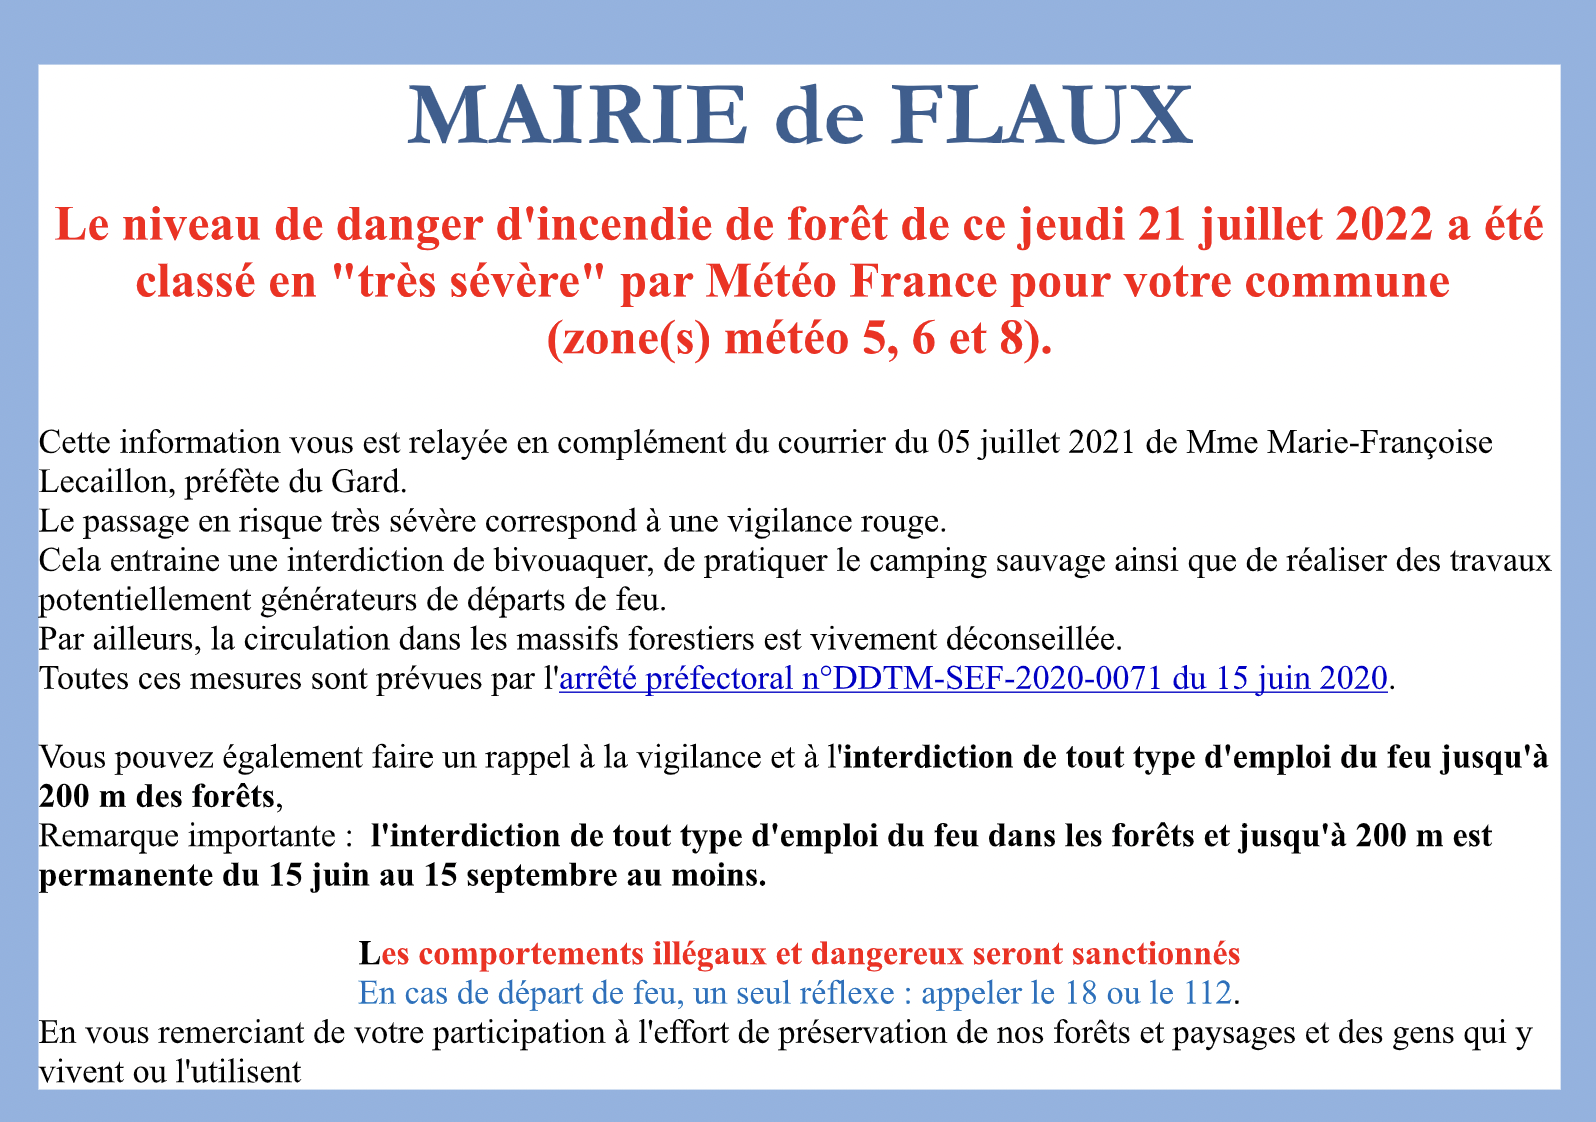 MAIRIE de FLAUX
Le niveau de danger d'incendie de forêt de ce jeudi 21 juillet 2022 a été
classé en "très sévère" par Météo France pour votre commune
(zone(s) météo 5, 6 et 8).
Cette information vous est relayée en complément du courrier du 05 juillet 2021 de Mme Marie-Françoise
Lecaillon, préfète du Gard.
Le passage en risque très sévère correspond à une vigilance rouge.
Cela entraine une interdiction de bivouaquer, de pratiquer le camping sauvage ainsi que de réaliser des travaux
potentiellement générateurs de départs de feu.
Par ailleurs, la circulation dans les massifs forestiers est vivement déconseillée.
Toutes ces mesures sont prévues par l'arrêté préfectoral n°DDTM-SEF-2020-0071 du 15 juin 2020.
Vous pouvez également faire un rappel à la vigilance et à l'interdiction de tout type d'emploi du feu jusqu'à
200 m des forêts,
Remarque importante :  l'interdiction de tout type d'emploi du feu dans les forêts et jusqu'à 200 m est
permanente du 15 juin au 15 septembre au moins.
Les comportements illégaux et dangereux seront sanctionnés
En cas de départ de feu, un seul réflexe : appeler le 18 ou le 112.
En vous remerciant de votre participation à l'effort de préservation de nos forêts et paysages et des gens qui y
vivent ou l'utilisent